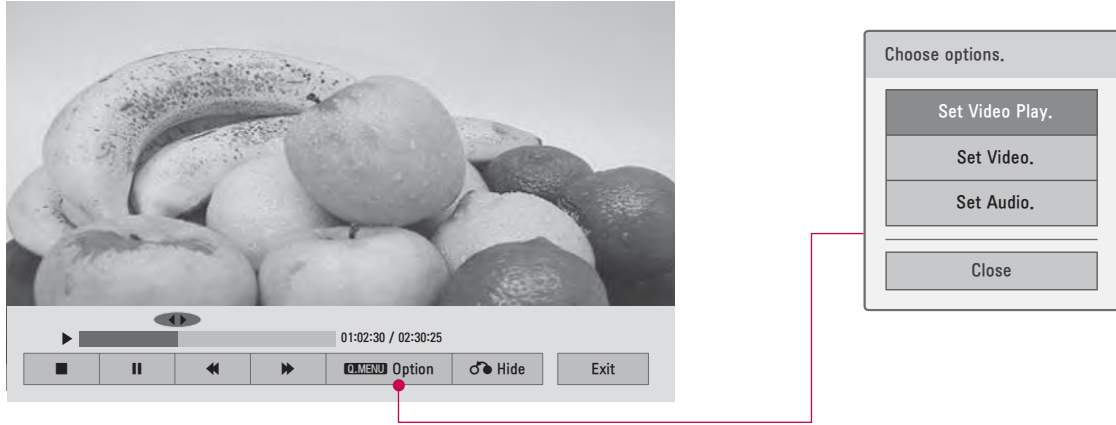 01:02:30 / 02:30:25
Q.MENU Option
Hide
Exit
Choose options.
Set Video Play.
Set Video.
Set Audio.
Close